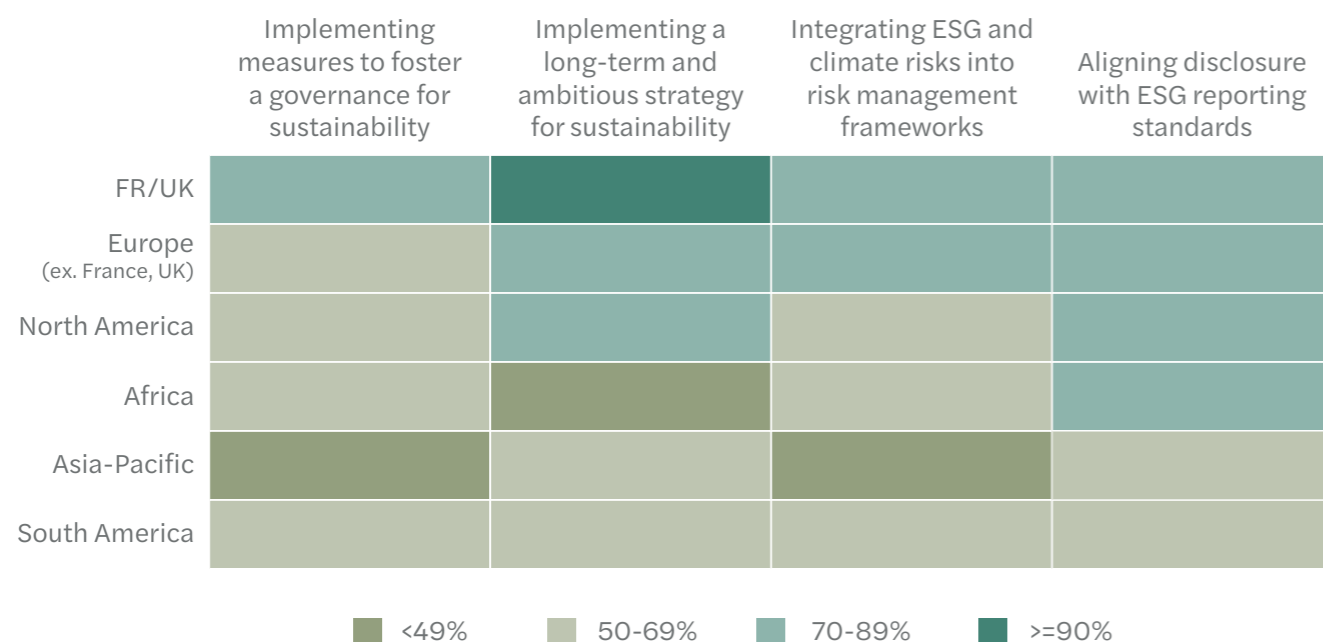 Implementing
measures to foster
a governance for
sustainability
Implementing a
long-term and
ambitious strategy
for sustainability
Integrating ESG and
climate risks into
risk management
frameworks
Aligning disclosure
with ESG reporting
standards
FR/UK
Europe
(ex. France, UK)
North America
Africa
Asia-Pacific
South America
<49%
50-69%
70-89%
>=90%